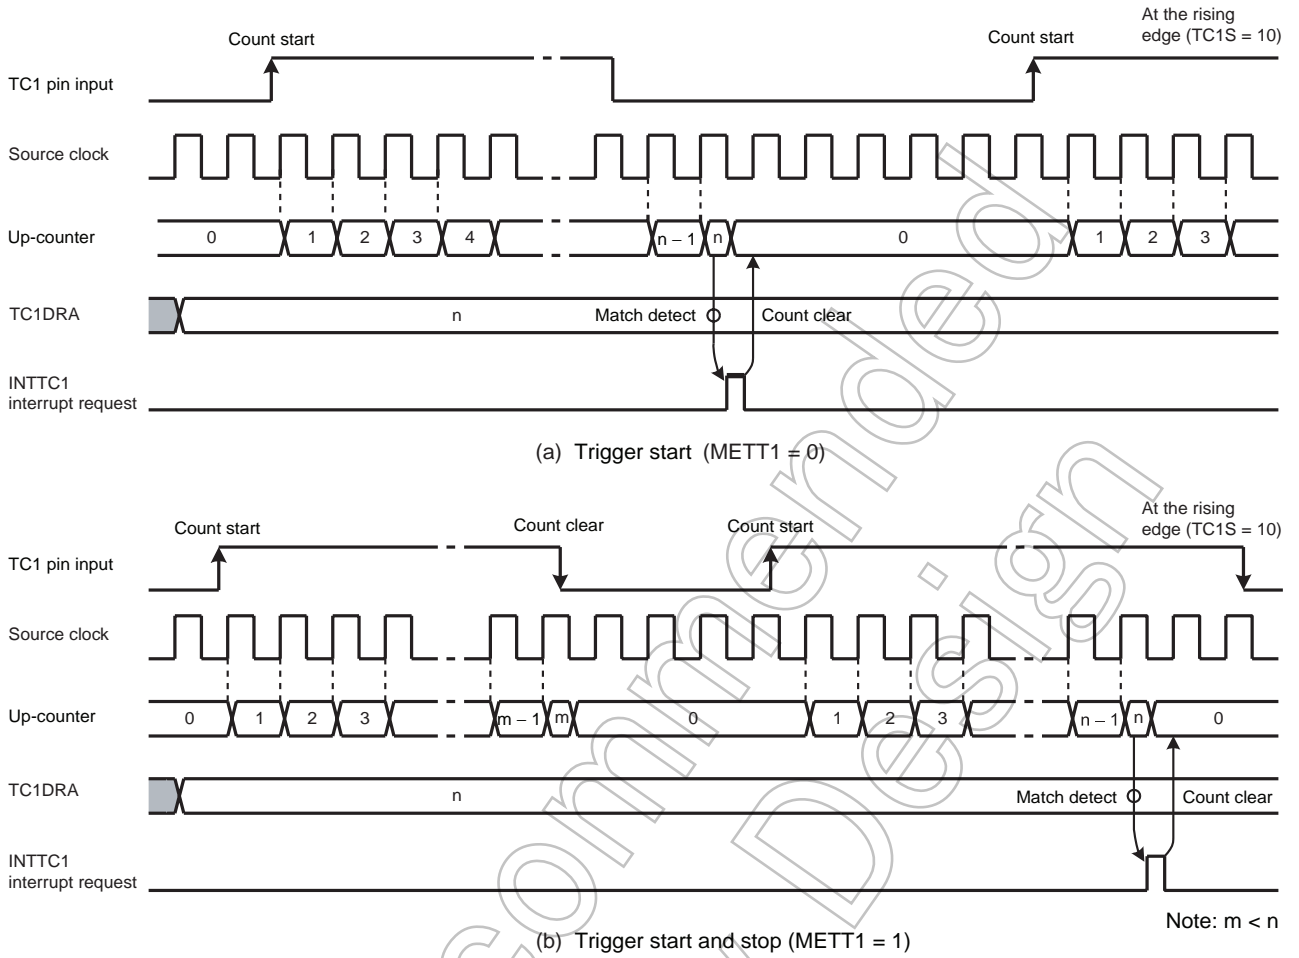 At the rising
edge (TC1S = 10)
Count start
Count start
TC1 pin input
Source clock
Up-counter
0 1 2 3 4 n – 1 n 0 1 2 3
TC1DRA
n
Match detect
Count clear
INTTC1
interrupt request
(a) Trigger start (METT1 = 0)
At the rising
edge (TC1S = 10)
Count start
Count clear
Count start
TC1 pin input
Source clock
Up-counter
0 1 2 3 m – 1 m 0 1 2 3 n – 1 n 0
TC1DRA
n
Match detect
Count clear
INTTC1
interrupt request
Note: m < n
(b) Trigger start and stop (METT1 = 1)
commended
Design